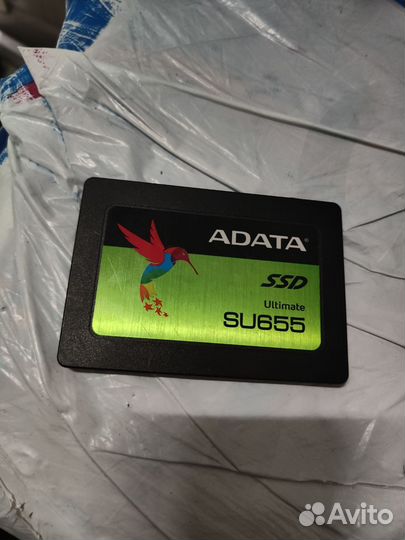 ADATA®
SSD
Ultimate
SU655
Avito